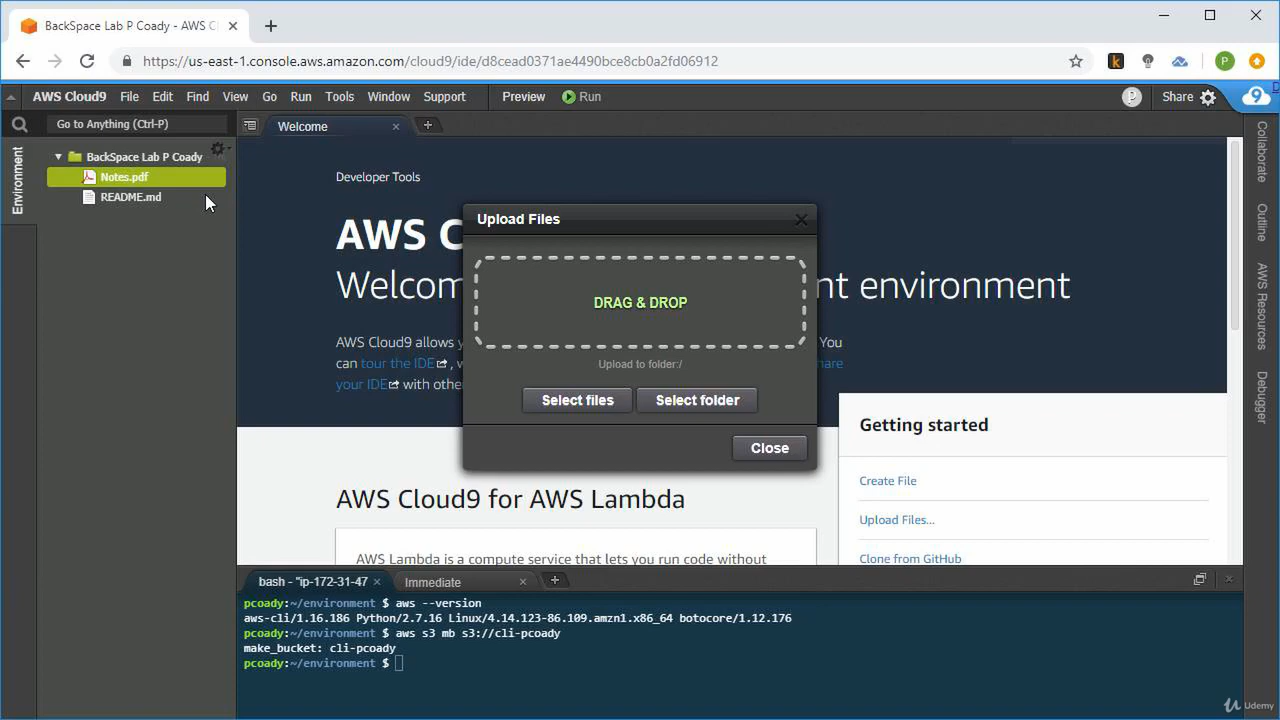 BackSpace Lab P Coady - AWS Cl
https://us-east-1.console.aws.amazon.com/cloud9/ide/d8cead0371ae4490bce8cb0a2fd06912
k
P
AWS Cloud9 File Edit Find View Go Run Tools Window Support Preview Run
P
Share
9
Go to Anything (Ctrl-P)
Welcome
Environment
BackSpace Lab P Coady
Notes.pdf
README.md
Collaborate
Outline
AWS Resources
Debugger
Developer Tools
AWS C
Welcom nt environment
AWS Cloud9 allows y You
can tour the IDE , w are
your IDE with othe
Upload Files
DRAG & DROP
Upload to folder:/
Select files
Select folder
Close
AWS Cloud9 for AWS Lambda
AWS Lambda is a compute service that lets you run code without
Getting started
Create File
Upload Files...
Clone from GitHub
bash - "ip-172-31-47
Immediate
pcoady:~/environment $ aws --version
aws-cli/1.16.186 Python/2.7.16 Linux/4.14.123-86.109.amzn1.x86_64 botocore/1.12.176
pcoady:~/environment $ aws s3 mb s3://cli-pcoady
make_bucket: cli-pcoady
pcoady:~/environment $
Udemy